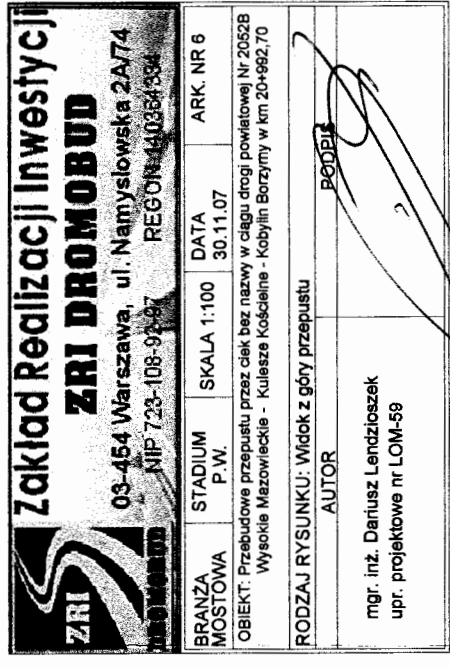 ZRI
DROMOBUD
Zakład Realizacji Inwestycji
ZRI DROMOBUD
03-454 Warszawa, ul. Namysłowska 2A/74
NIP 723-108-92-97 REGON 140364334
BRANŻA
MOSTOWA
STADIUM
P.W.
SKALA 1:100
DATA
30.11.07
ARK. NR 6
OBIEKT: Przebudowe przepustu przez ciek bez nazwy w ciągu drogi powiatowej Nr 2052B
Wysokie Mazowieckie - Kulesze Kościelne - Kobylin Borzymy w km 20+992,70
RODZAJ RYSUNKU: Widok z góry przepustu
AUTOR
PODPIS
mgr. inż. Dariusz Lendzioszek
upr. projektowe nr LOM-59